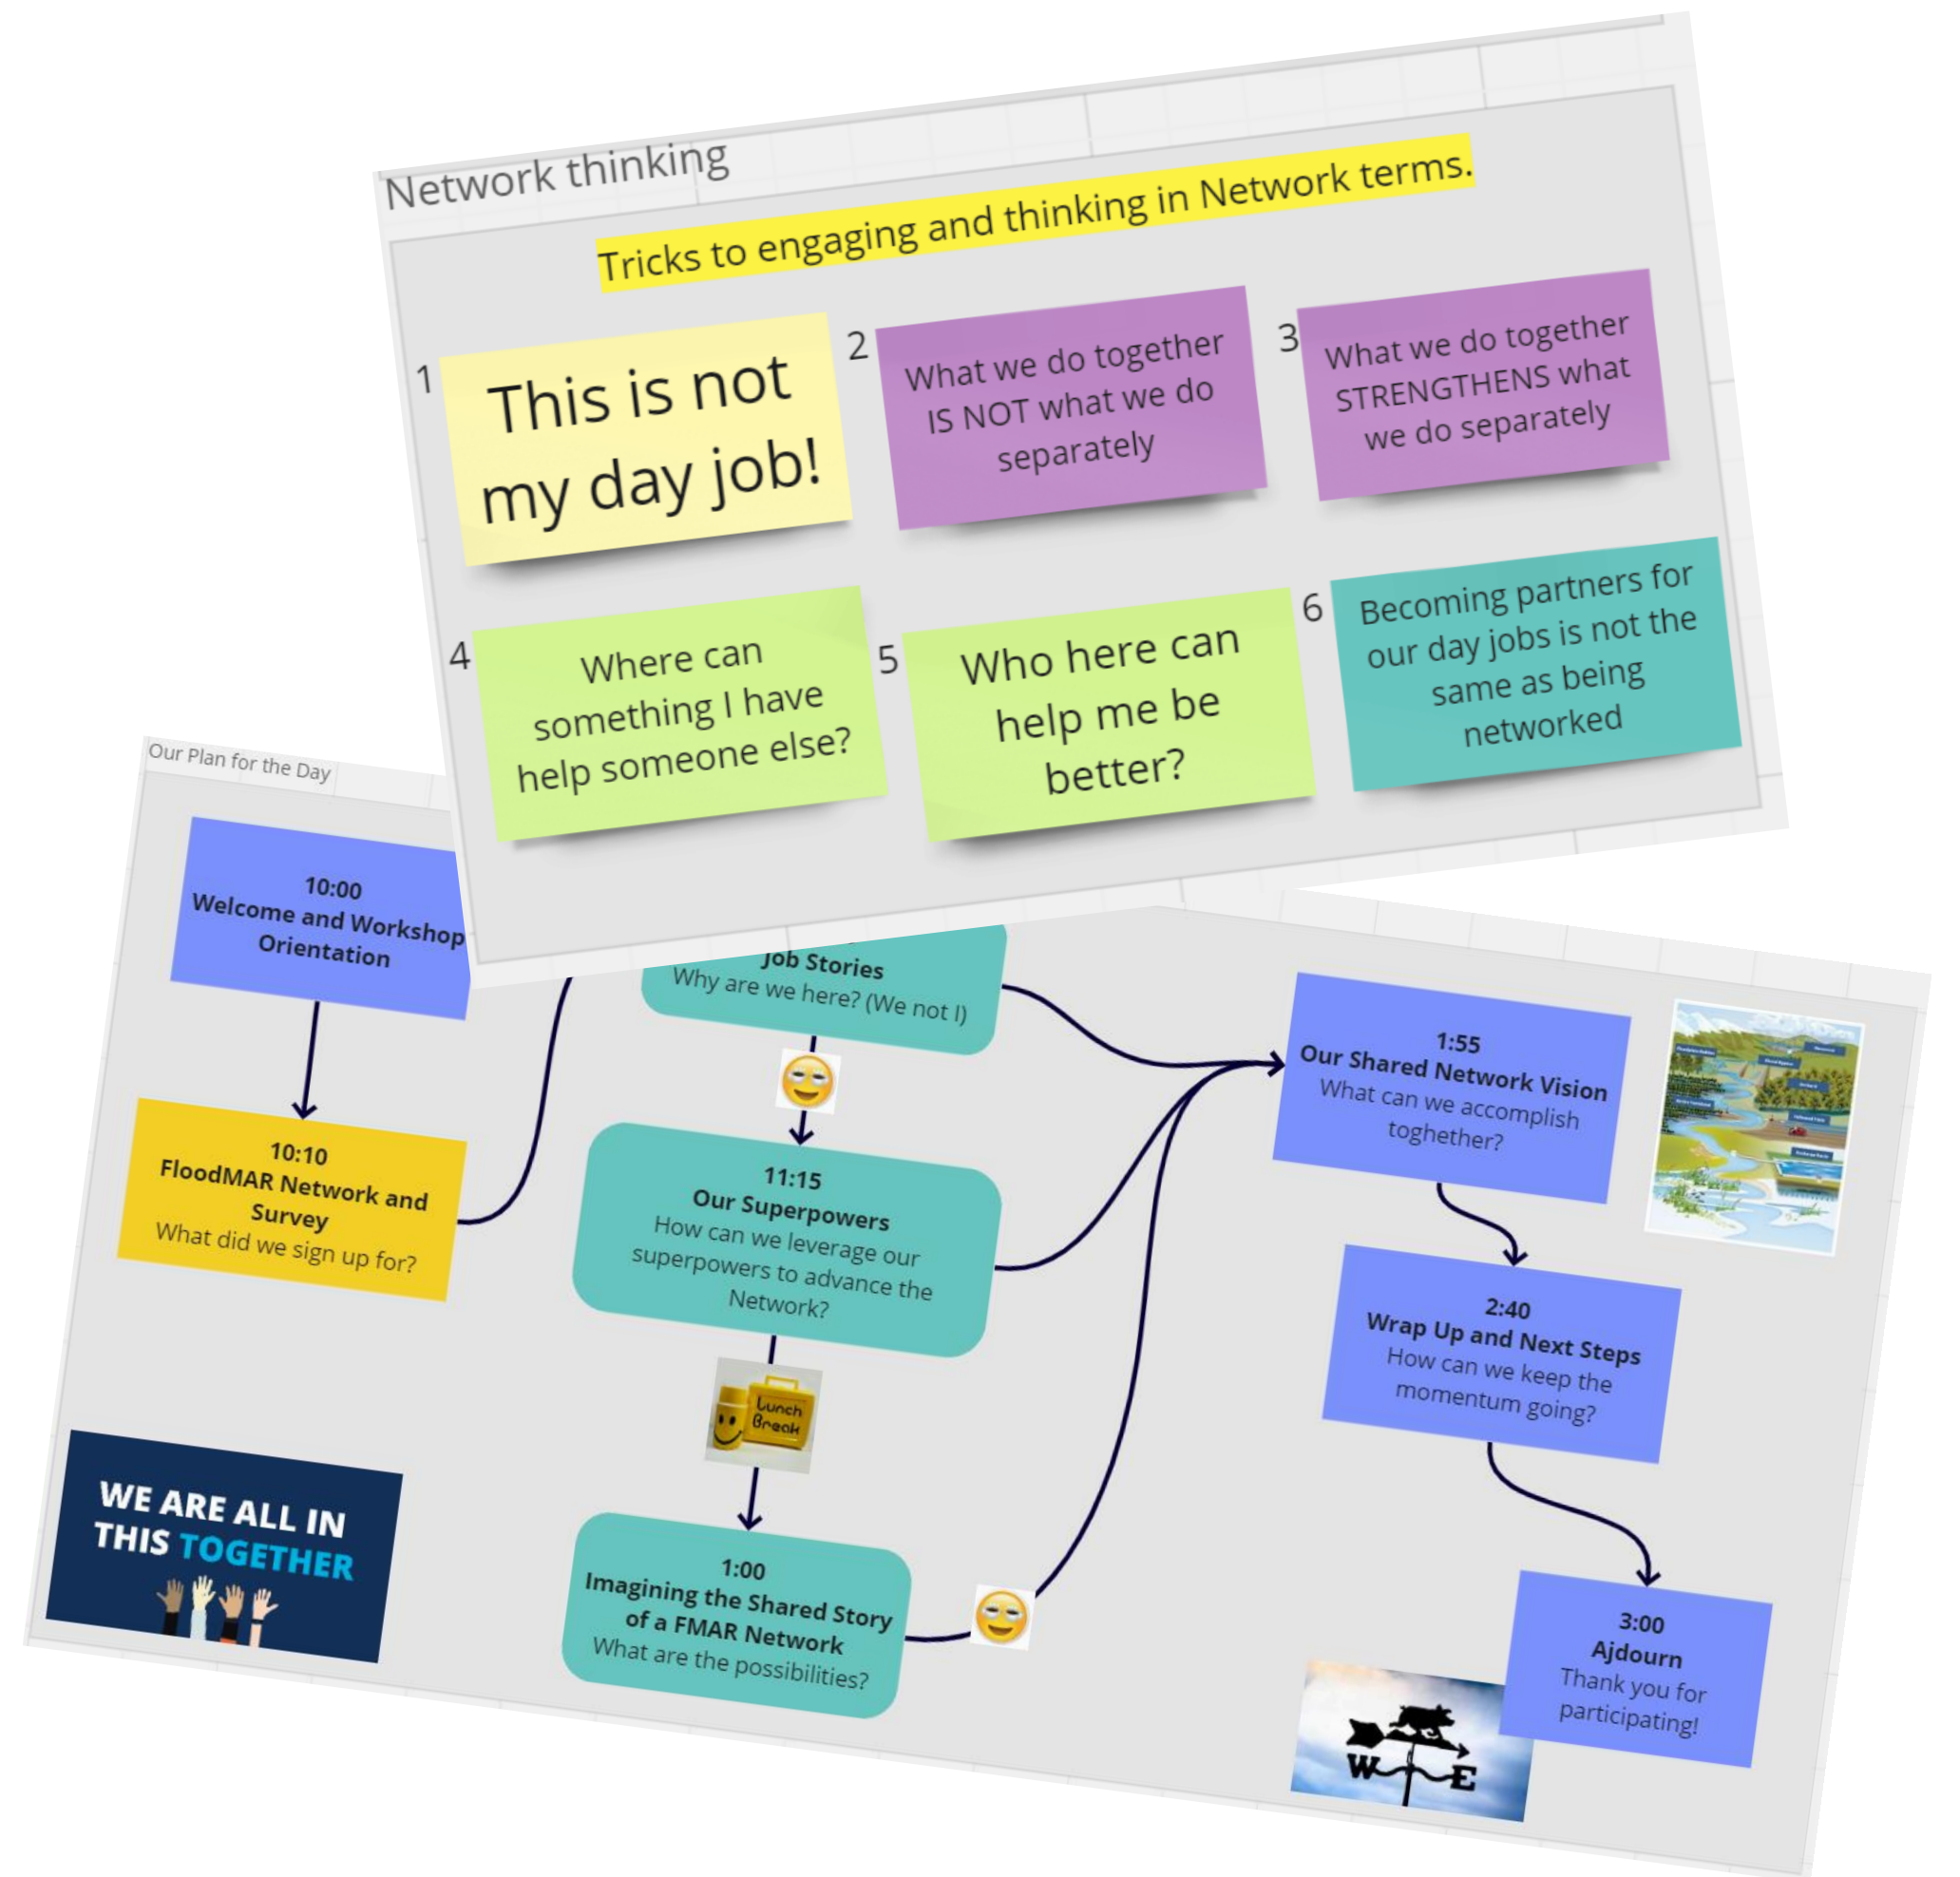 Network thinking
Tricks to engaging and thinking in Network terms.
1
This is not
my day job!
2
What we do together
IS NOT what we do
separately
3
What we do together
STRENGTHENS what
we do separately
4
Where can
something I have
help someone else?
5
Who here can
help me be
better?
6
Becoming partners for
our day jobs is not the
same as being
networked
Our Plan for the Day
10:00
Welcome and Workshop
Orientation
10:10
FloodMAR Network and
Survey
What did we sign up for?
Job Stories
Why are we here? (We not I)
11:15
Our Superpowers
How can we leverage our
superpowers to advance the
Network?
Lunch
Break
1:00
Imagining the Shared Story
of a FMAR Network
What are the possibilities?
1:55
Our Shared Network Vision
What can we accomplish
toghether?
2:40
Wrap Up and Next Steps
How can we keep the
momentum going?
3:00
Ajdourn
Thank you for
participating!
WE ARE ALL IN
THIS TOGETHER
W E